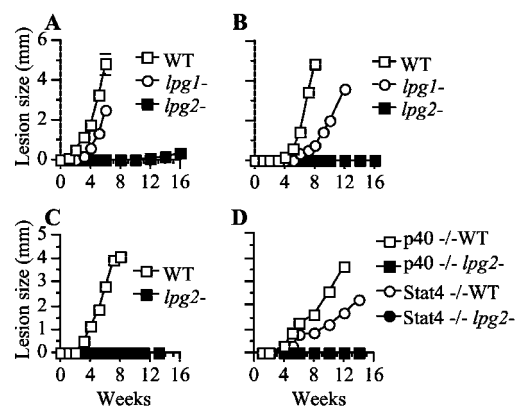 A
Lesion size (mm)
6
4
2
0
0 4 8 12 16
WT
lpg1-
lpg2-
B
0 4 8 12 16
WT
lpg1-
lpg2-
C
Lesion size (mm)
5
4
3
2
1
0
0 4 8 12 16
Weeks
WT
lpg2-
D
0 4 8 12 16
Weeks
p40 -/-WT
p40 -/- lpg2-
Stat4 -/-WT
Stat4 -/- lpg2-